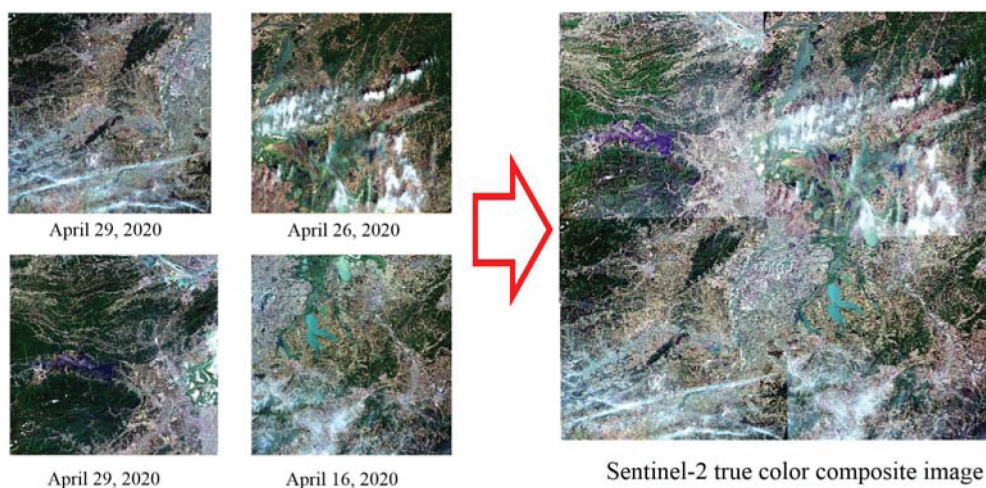 April 29, 2020
April 26, 2020
April 29, 2020
April 16, 2020
Sentinel-2 true color composite image